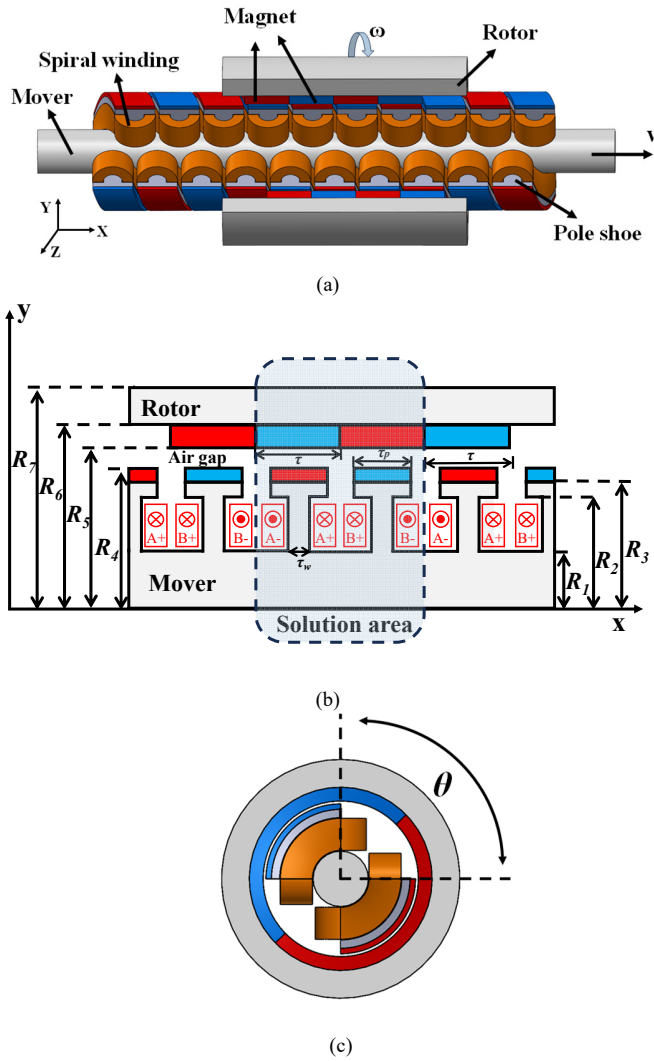 Magnet
ω
Rotor
Spiral winding
Mover
v
Y
X
Z
Pole shoe
(a)
y
Rotor
R7
R6
R5
R4
Air gap
τ
τp
τ
A+
B+
B-
A-
A+
B+
B-
A-
A+
B+
τw
R1
R2
R3
Mover
Solution area
x
(b)
θ
(c)